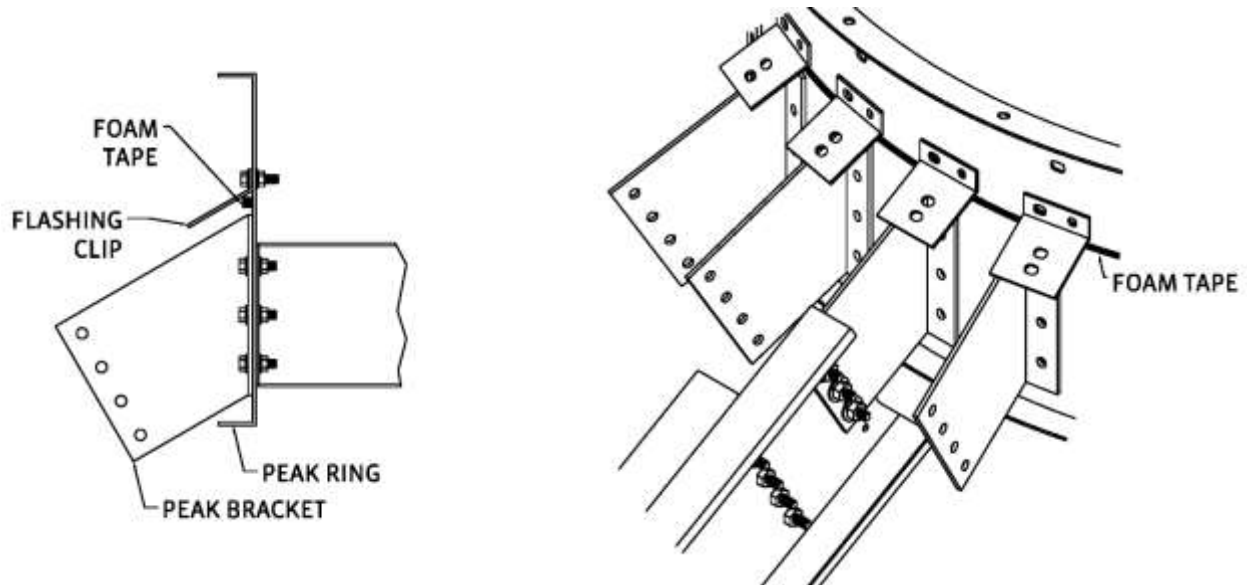 FOAM
TAPE
FLASHING
CLIP
PEAK RING
PEAK BRACKET
FOAM TAPE